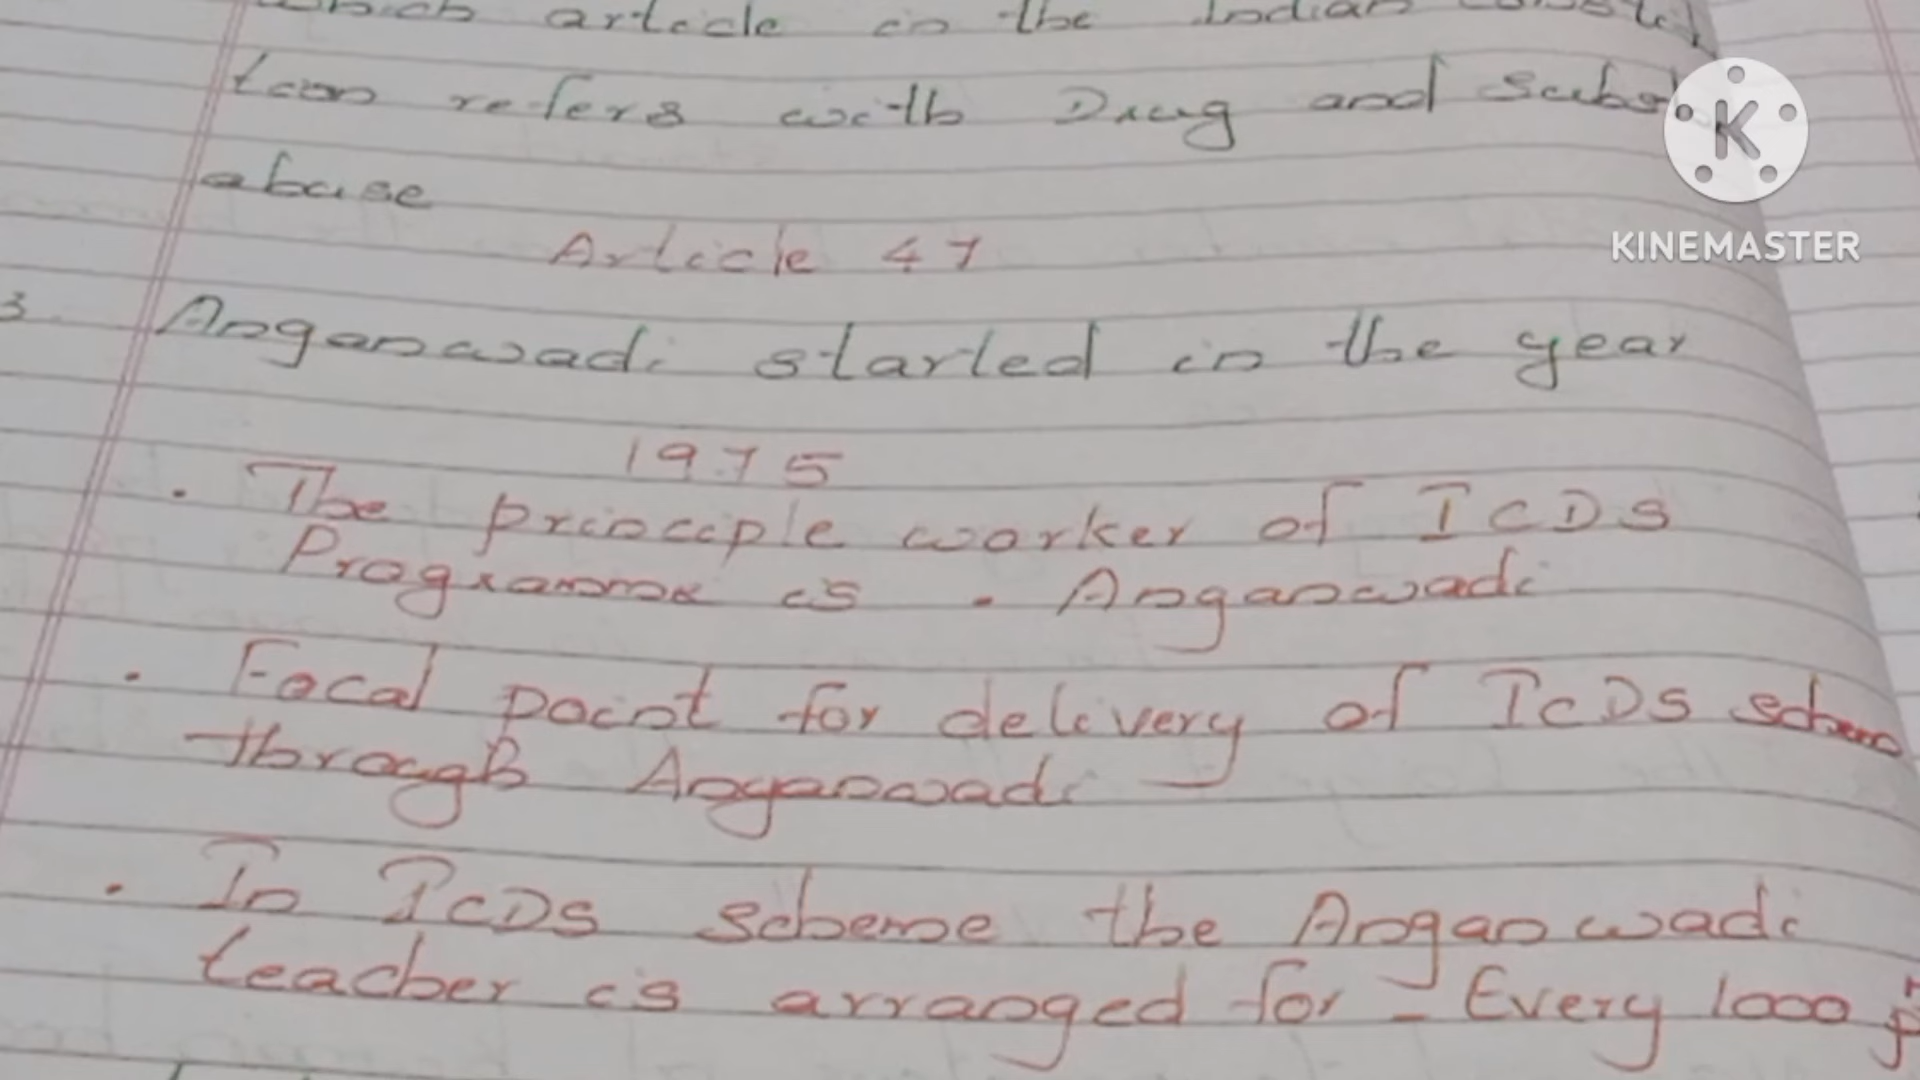 which article in the Indian
tion refers with Drug and
abuse
Article 47
3. Anganwadi started in the year
1975
. The principle worker of ICDS
Programme is . Anganwadi
. Focal point for delivery of ICDS scheme
through Anganwadi -
. In ICDS scheme the Anganwadi
teacher is arranged for - Every 1000
K
KINEMASTER